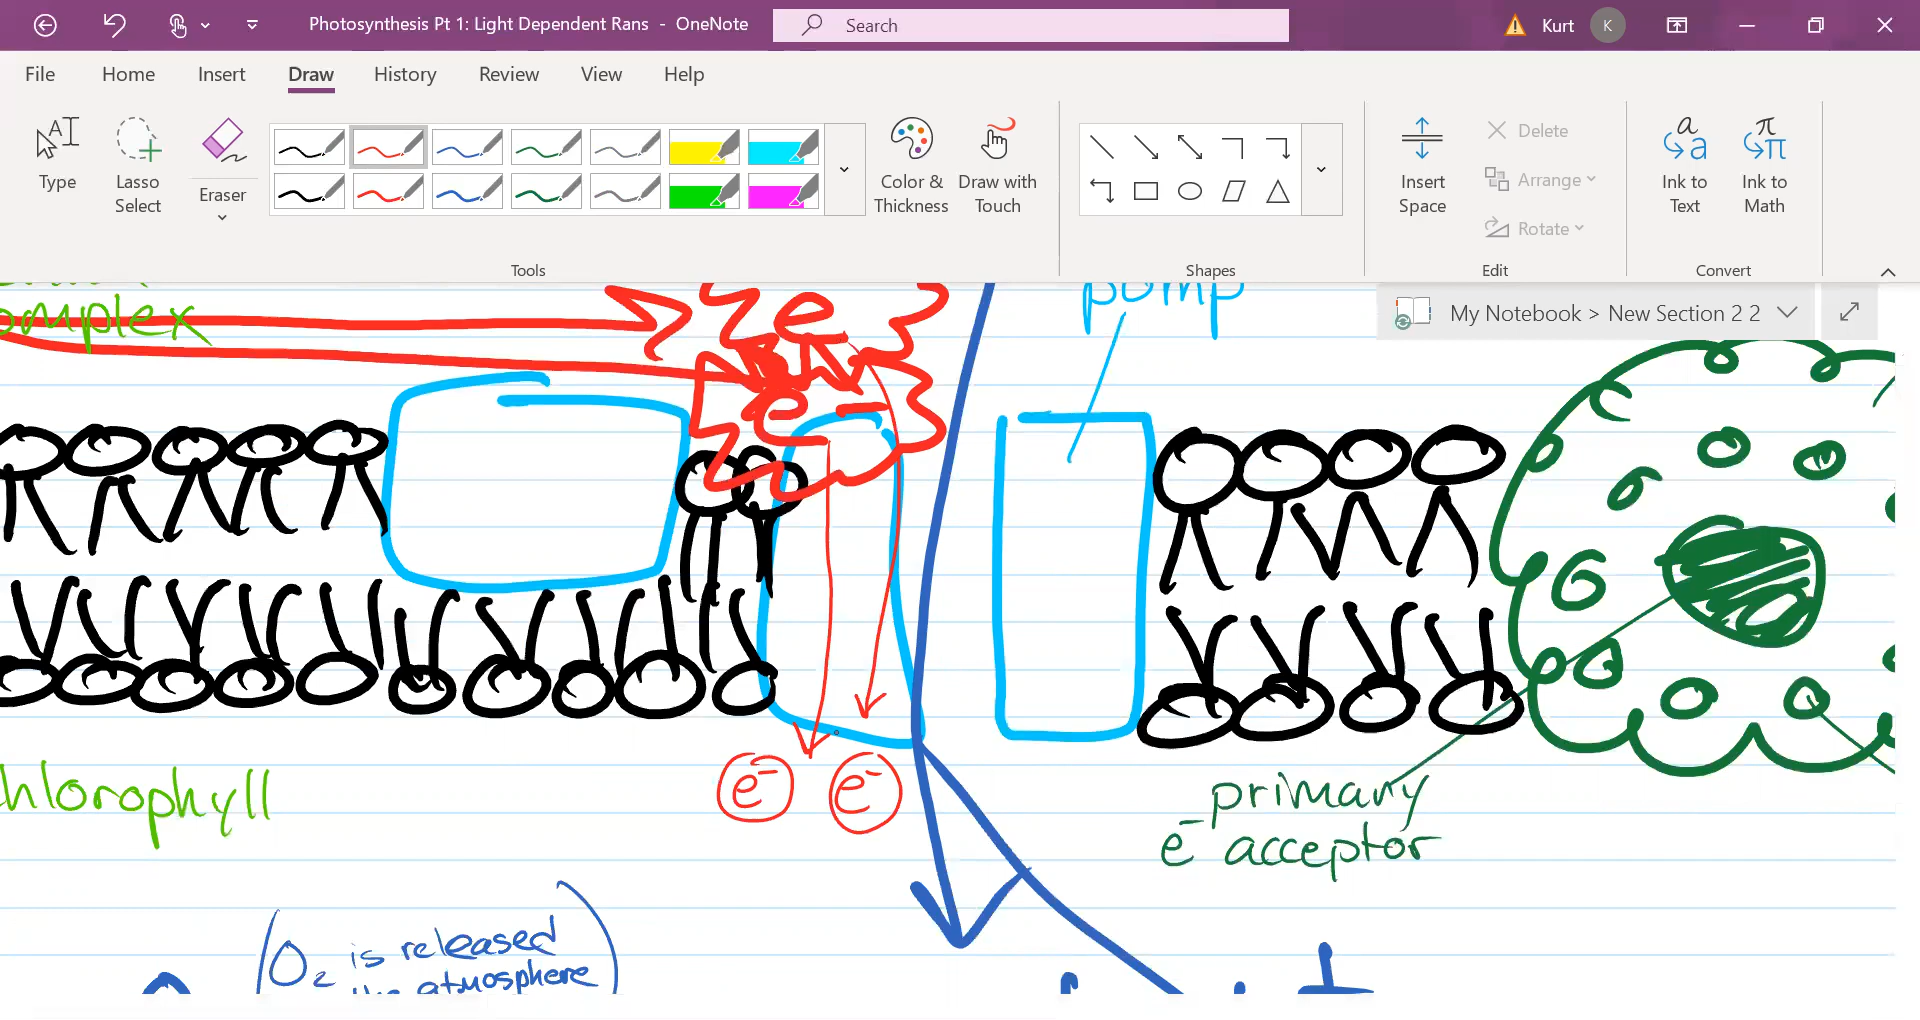 Photosynthesis Pt 1: Light Dependent Rans - OneNote
Search
Kurt
K
File
Home
Insert
Draw
History
Review
View
Help
Type
Lasso
Select
Eraser
Color &
Thickness
Draw with
Touch
Insert
Space
Delete
Arrange
Rotate
Ink to
Text
Ink to
Math
Tools
Shapes
Edit
Convert
My Notebook > New Section 2 2
omplex
pump
e
e⁻
e⁻
e⁻
hlorophyll
primary
e⁻ acceptor
O₂ is released
the atmosphere